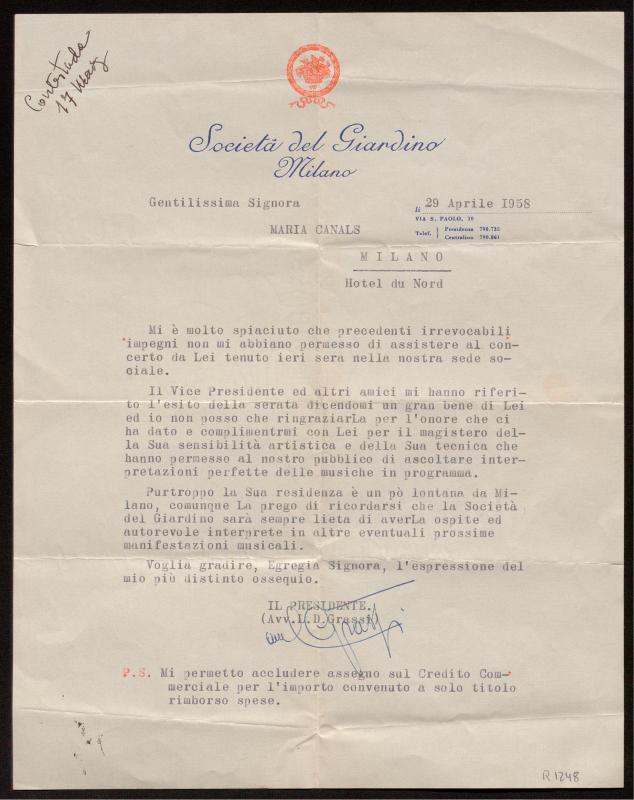 Contestada
17 Març
Società del Giardino
Milano
Gentilissima Signora
MARIA CANALS
li 29 Aprile 1958
VIA S. PAOLO, 10
Telef. Presidenza 790.735
Centralino 790.861
MILANO
Hotel du Nord
Mi è molto spiaciuto che precedenti irrevocabili
impegni non mi abbiano permesso di assistere al con-
certo da Lei tenuto ieri sera nella nostra sede so-
ciale.
Il Vice Presidente ed altri amici mi hanno riferi-
to l'esito della serata dicendomi un gran bene di Lei
ed io non posso che ringraziarLa per l'onore che ci
ha dato e complimentrmi con Lei per il magistero del-
la Sua sensibilità artistica e della Sua tecnica che
hanno permesso al nostro pubblico di ascoltare inter-
pretazioni perfette delle musiche in programma.
Purtroppo la Sua residenza è un pò lontana da Mi-
lano, comunque La prego di ricordarsi che la Società
del Giardino sarà sempre lieta di averLa ospite ed
autorevole interprete in altre eventuali prossime
manifestazioni musicali.
Voglia gradire, Egregia Signora, l'espressione del
mio più distinto ossequio.
IL PRESIDENTE.
(Avv.L.D.Grassi)
P.S. Mi permetto accludere assegno sul Credito Com-
merciale per l'importo convenuto a solo titolo
rimborso spese.
R 1248